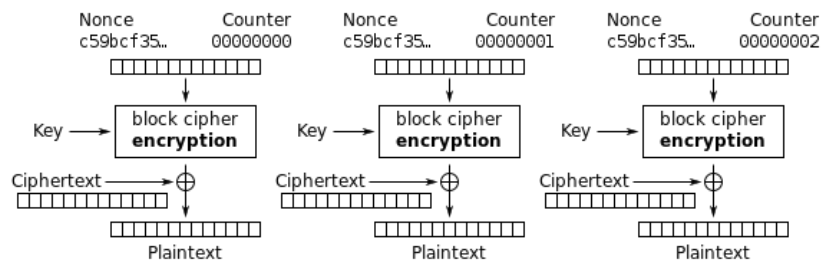 Nonce Counter Nonce Counter Nonce Counter
c59bcf35… 00000000 c59bcf35… 00000001 c59bcf35… 00000002
block cipher block cipher block cipher
Key encryption Key encryption Key encryption
Ciphertext Ciphertext Ciphertext
Plaintext Plaintext Plaintext